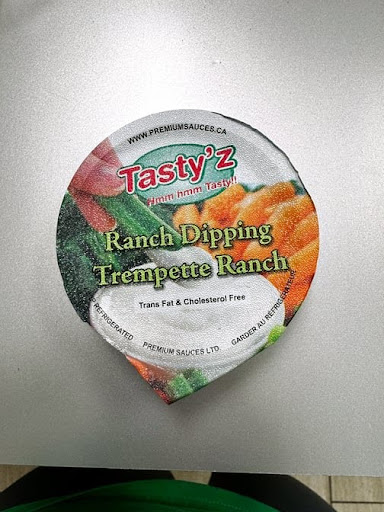 WWW.PREMIUMSAUCES.CA
Tasty'z
Hmm hmm Tasty!!
Ranch Dipping
Trempette Ranch
Trans Fat & Cholesterol Free
REFRIGERATED PREMIUM SAUCES LTD. GARDER AU RÉFRIGÉRATEUR